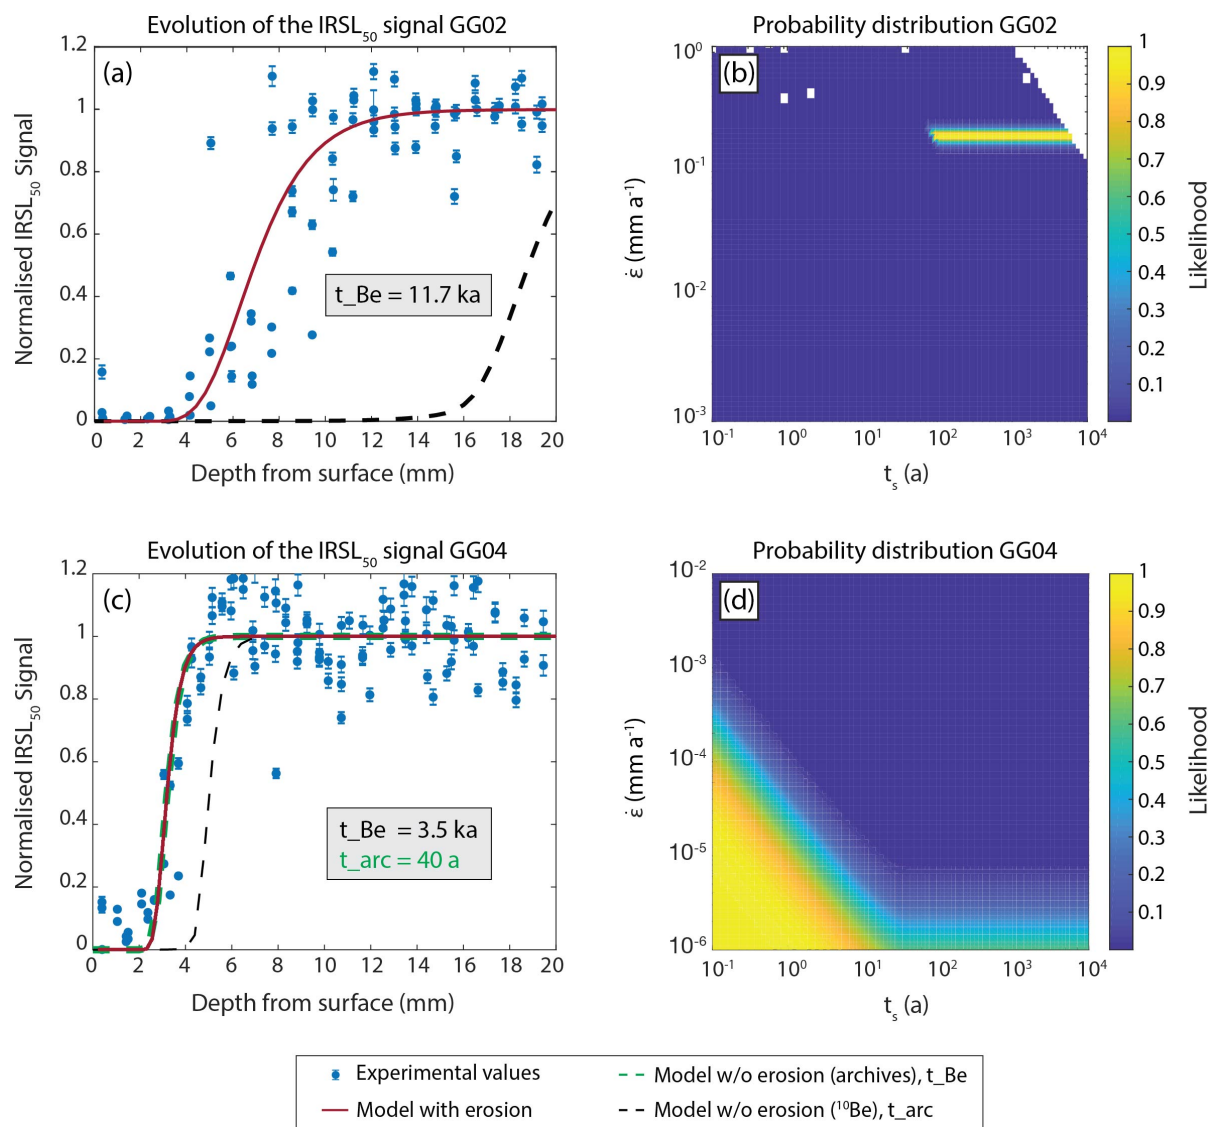 Evolution of the IRSL50 signal GG02
Probability distribution GG02
(a)
1.2
1
0.8
0.6
0.4
0.2
0
Normalised IRSL50 Signal
t_Be = 11.7 ka
0 2 4 6 8 10 12 14 16 18 20
Depth from surface (mm)
(b)
10^0
10^-1
10^-2
10^-3
ε̇ (mm a^-1)
10^-1 10^0 10^1 10^2 10^3 10^4
t_s (a)
1
0.9
0.8
0.7
0.6
0.5
0.4
0.3
0.2
0.1
Likelihood
Evolution of the IRSL50 signal GG04
Probability distribution GG04
(c)
1.2
1
0.8
0.6
0.4
0.2
0
Normalised IRSL50 Signal
t_Be = 3.5 ka
t_arc = 40 a
0 2 4 6 8 10 12 14 16 18 20
Depth from surface (mm)
(d)
10^-2
10^-3
10^-4
10^-5
10^-6
ε̇ (mm a^-1)
10^-1 10^0 10^1 10^2 10^3 10^4
t_s (a)
1
0.9
0.8
0.7
0.6
0.5
0.4
0.3
0.2
0.1
Likelihood
Experimental values
Model w/o erosion (archives), t_Be
Model with erosion
Model w/o erosion (10Be), t_arc